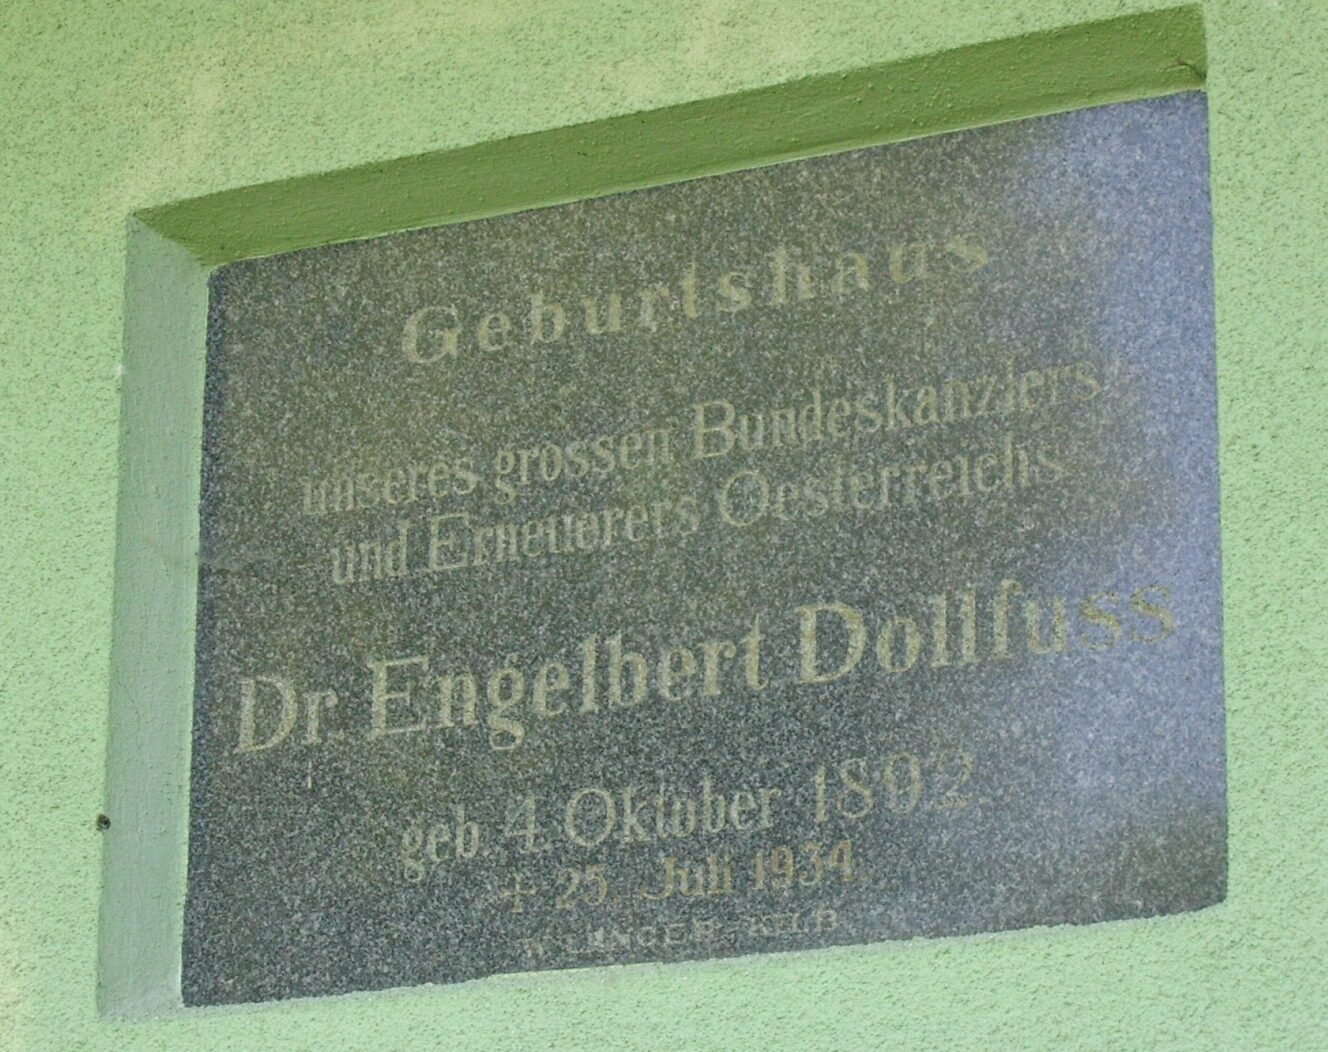 Geburtshaus
unseres grossen Bundeskanzlers
und Erneuerers Oesterreichs
Dr. Engelbert Dollfuss
geb 4. Oktober 1892
+ 25. Juli 1934.